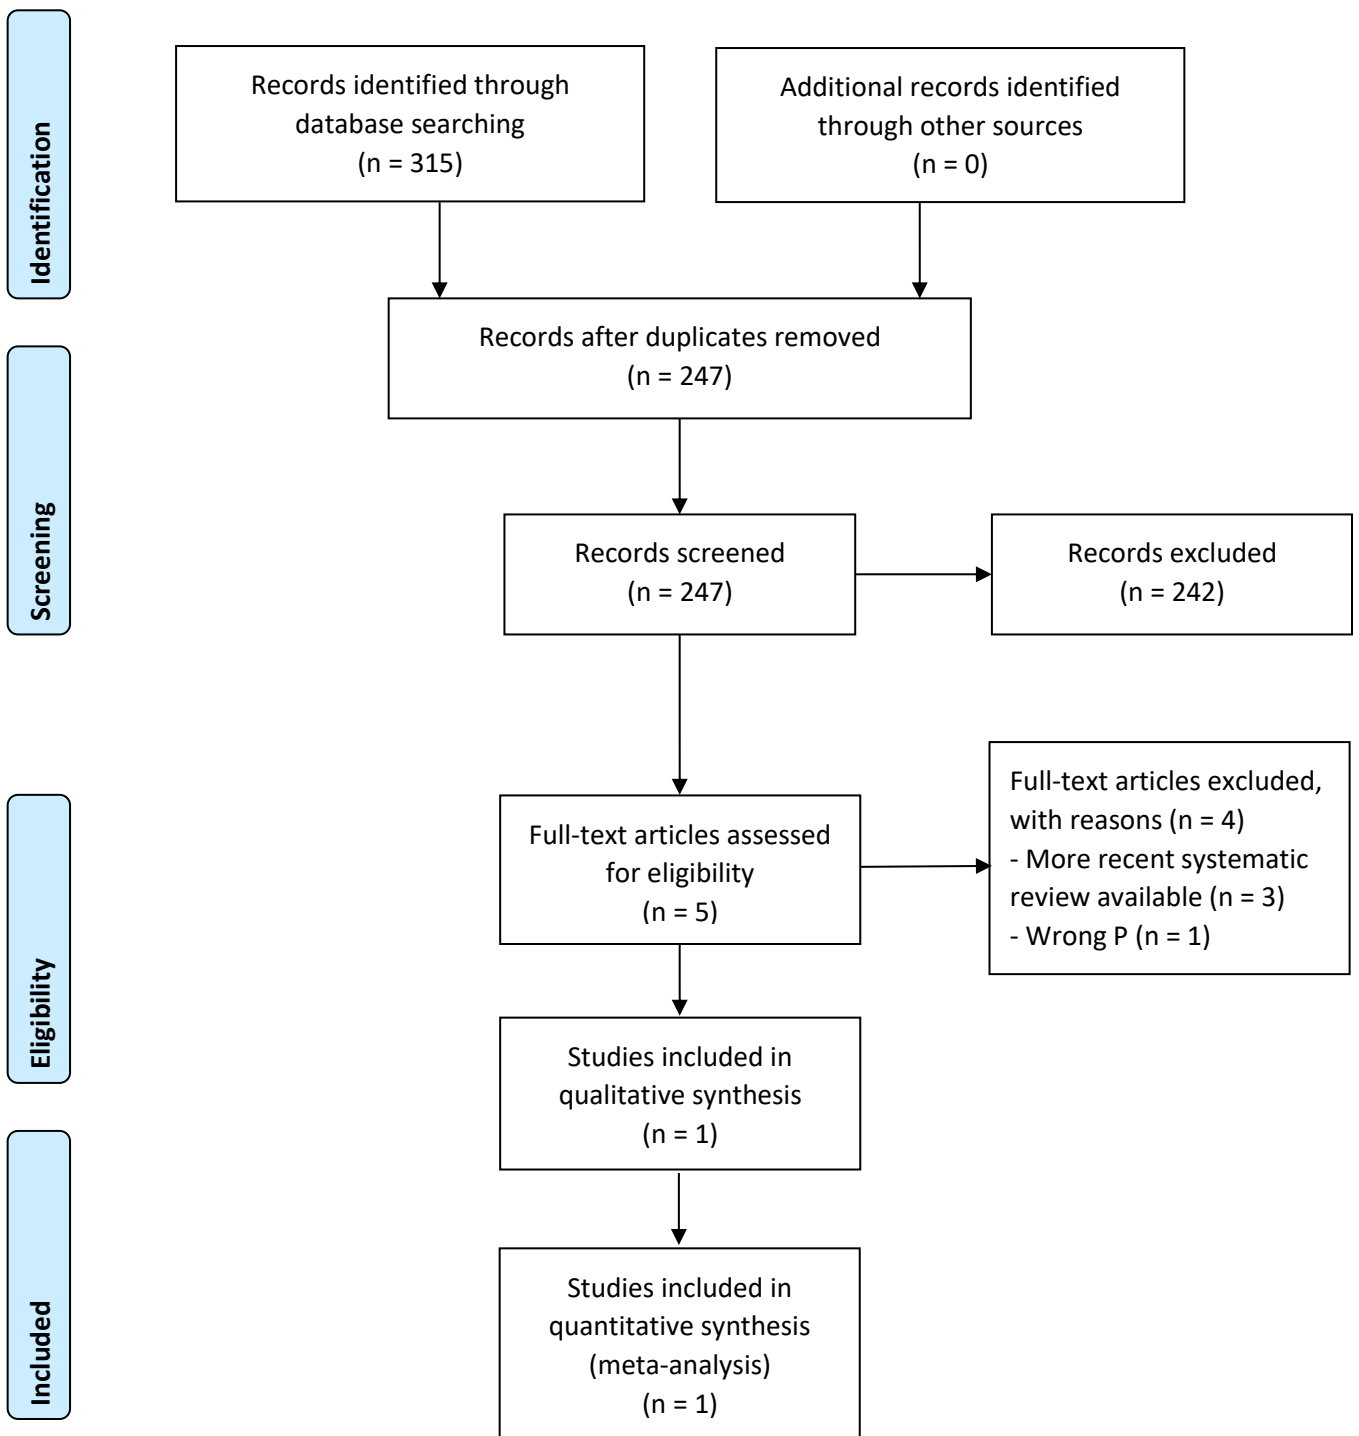 Identification
Records identified through
database searching
(n = 315)
Additional records identified
through other sources
(n = 0)
Records after duplicates removed
(n = 247)
Screening
Records screened
(n = 247)
Records excluded
(n = 242)
Eligibility
Full-text articles assessed
for eligibility
(n = 5)
Full-text articles excluded,
with reasons (n = 4)
- More recent systematic
review available (n = 3)
- Wrong P (n = 1)
Studies included in
qualitative synthesis
(n = 1)
Included
Studies included in
quantitative synthesis
(meta-analysis)
(n = 1)